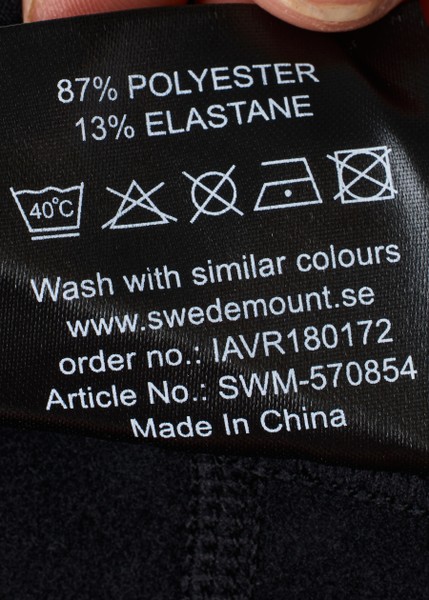 87% POLYESTER
13% ELASTANE
40°C
Wash with similar colours
www.swedemount.se
order no.: IAVR180172
Article No.: SWM-570854
Made In China